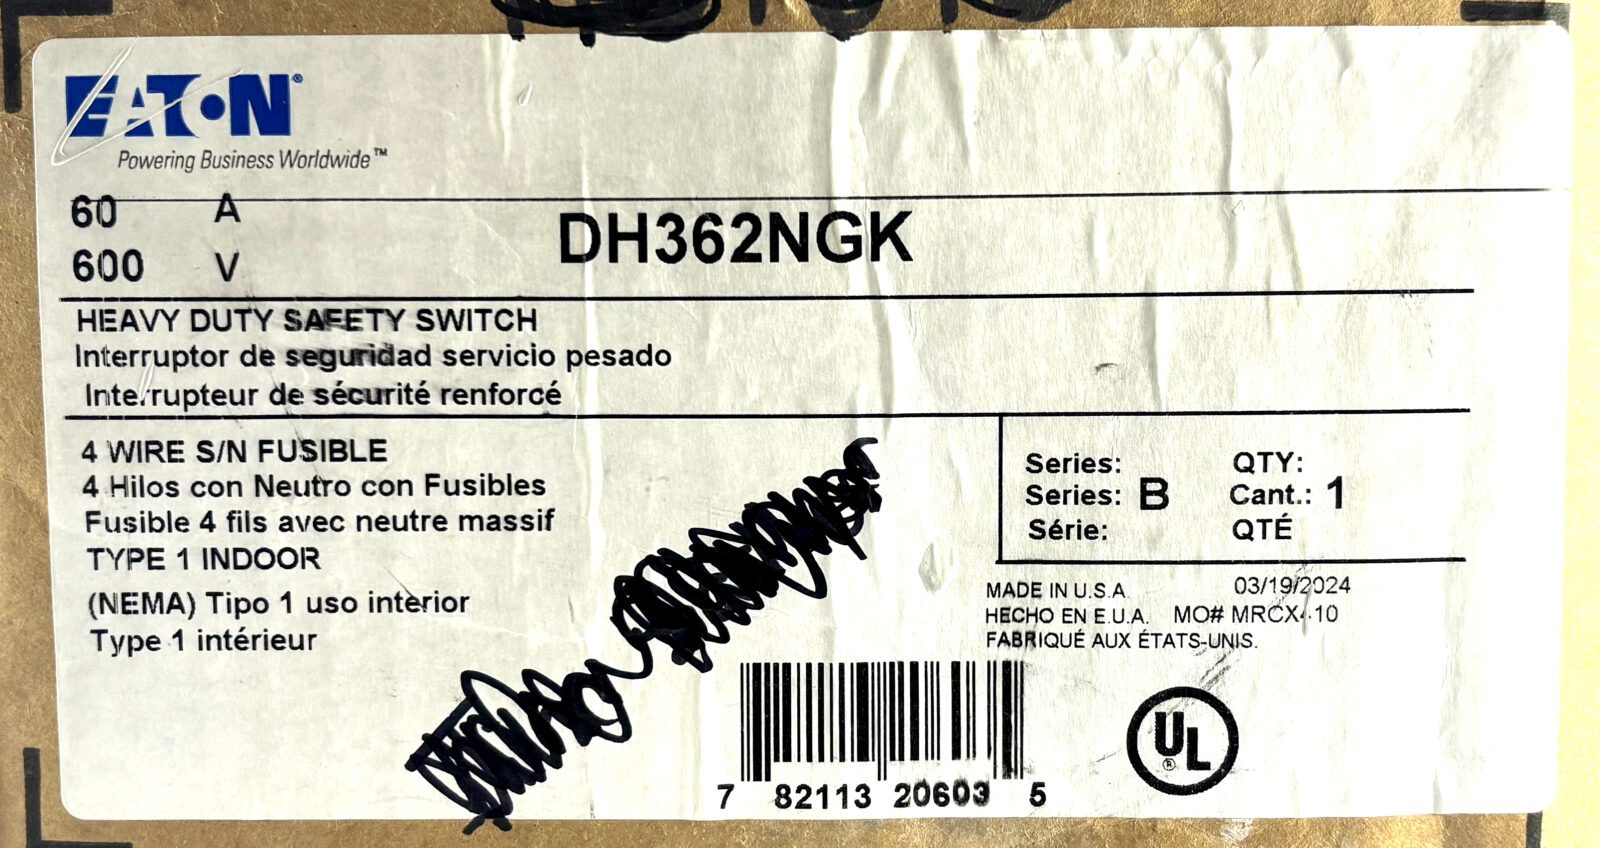 EATON®
Powering Business Worldwide™
60 A
600 V
DH362NGK
HEAVY DUTY SAFETY SWITCH
Interruptor de seguridad servicio pesado
Interrupteur de sécurité renforcé
4 WIRE S/N FUSIBLE
4 Hilos con Neutro con Fusibles
Fusible 4 fils avec neutre massif
TYPE 1 INDOOR
(NEMA) Tipo 1 uso interior
Type 1 intérieur
Series: QTY:
Series: B Cant.: 1
Série: QTÉ
MADE IN U.S.A. 03/19/2024
HECHO EN E.U.A. MO#
FABRIQUÉ AUX ÉTATS-UNIS.
7 82113 20603 5
UL®